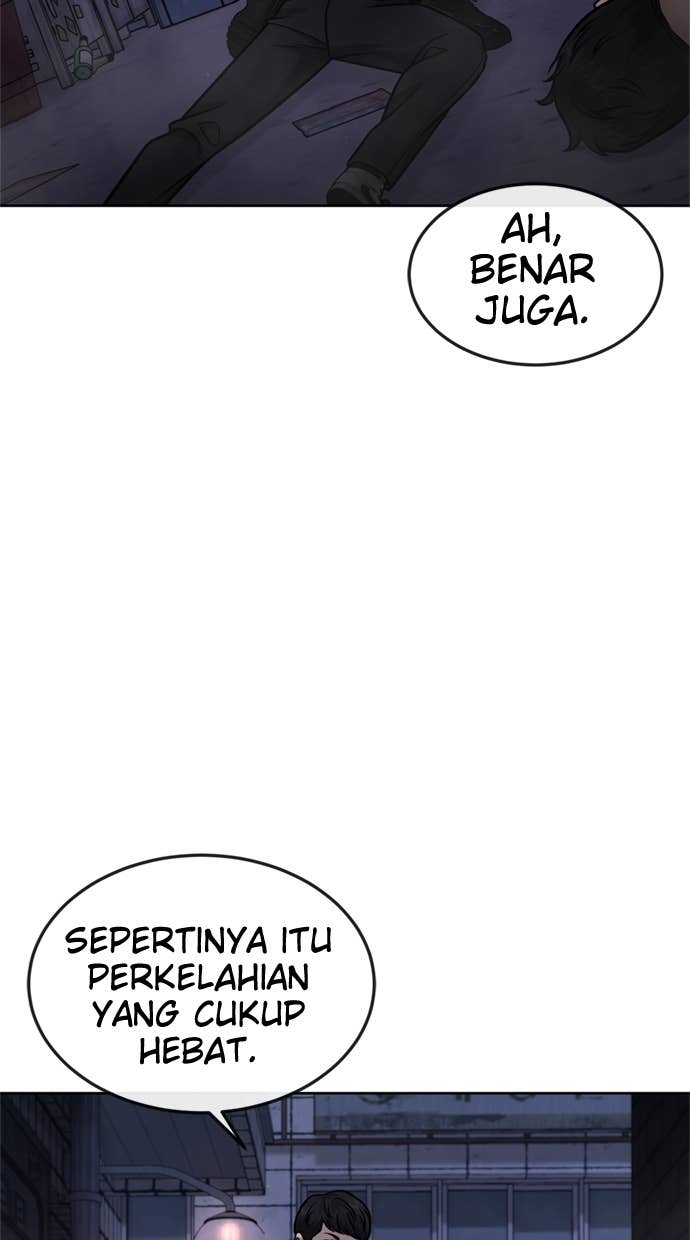 AH,
BENAR
JUGA.
SEPERTINYA ITU
PERKELAHIAN
YANG CUKUP
HEBAT.